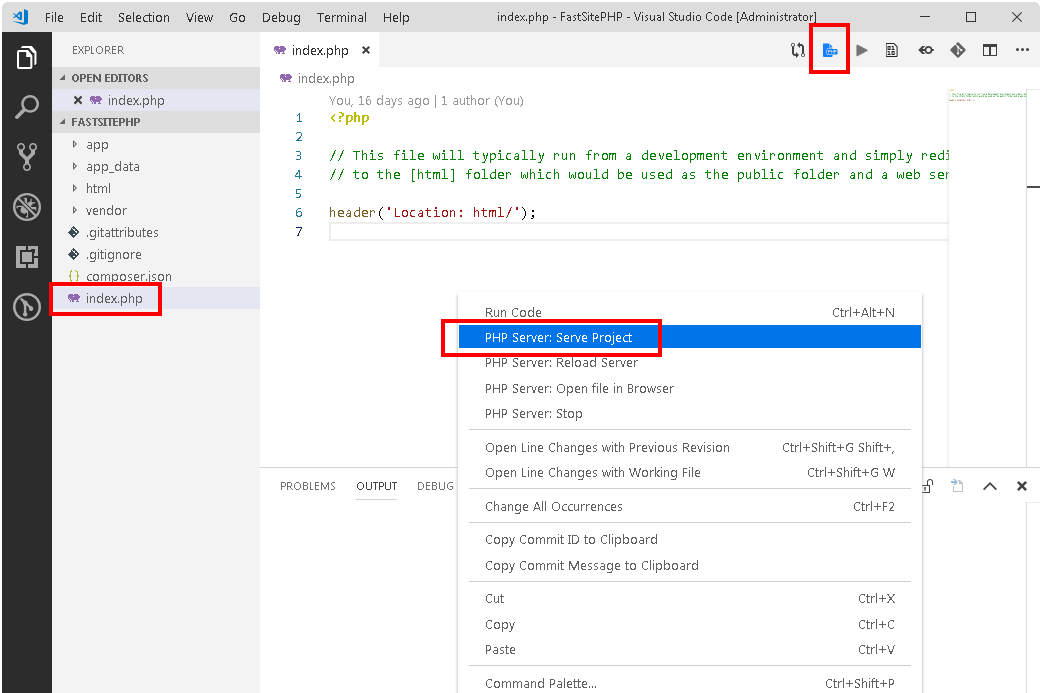 File Edit Selection View Go Debug Terminal Help index.php - FastSitePHP - Visual Studio Code [Administrator]
EXPLORER
OPEN EDITORS
index.php
FASTSITEPHP
app
app_data
html
vendor
.gitattributes
.gitignore
{} composer.json
index.php
index.php
PHP
index.php
You, 16 days ago | 1 author (You)
1 <?php
2
3 // This file will typically run from a development environment and simply redi
4 // to the [html] folder which would be used as the public folder and a web ser
5
6 header('Location: html/');
7
Run Code Ctrl+Alt+N
PHP Server: Serve Project
PHP Server: Reload Server
PHP Server: Open file in Browser
PHP Server: Stop
Open Line Changes with Previous Revision Ctrl+Shift+G Shift+,
Open Line Changes with Working File Ctrl+Shift+G W
Change All Occurrences Ctrl+F2
Copy Commit ID to Clipboard
Copy Commit Message to Clipboard
Cut Ctrl+X
Copy Ctrl+C
Paste Ctrl+V
Command Palette... Ctrl+Shift+P
PROBLEMS OUTPUT DEBUG